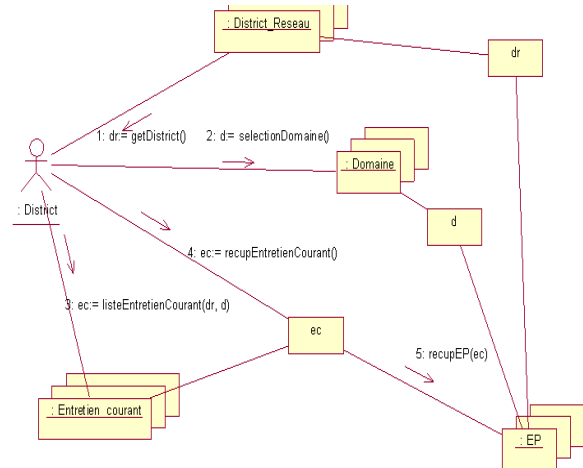 : District_Reseau
dr
1: dr:= getDistrict()
2: d:= selectionDomaine()
: Domaine
: District
d
4: ec:= recupEntretienCourant()
3: ec:= listeEntretienCourant(dr, d)
ec
5: recupEP(ec)
: Entretien_courant
: EP